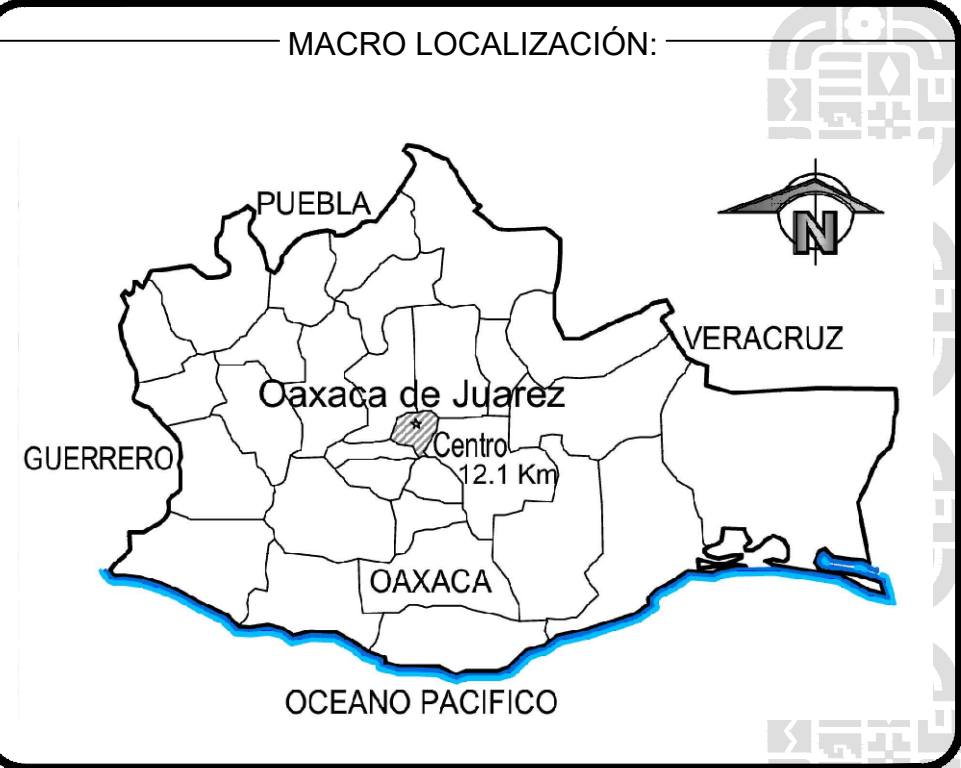 MACRO LOCALIZACIÓN:
PUEBLA
N
VERACRUZ
Oaxaca de Juarez
Centro
GUERRERO
12.1 Km
OAXACA
OCEANO PACIFICO